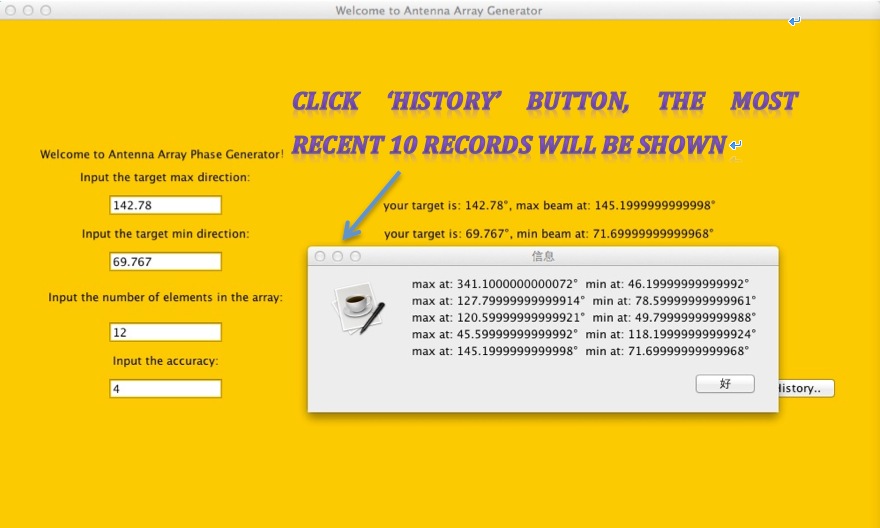 Welcome to Antenna Array Generator
CLICK ‘HISTORY’ BUTTON, THE MOST
RECENT 10 RECORDS WILL BE SHOWN
Welcome to Antenna Array Phase Generator!
Input the target max direction:
142.78
your target is: 142.78°, max beam at: 145.1999999999998°
Input the target min direction:
your target is: 69.767°, min beam at: 71.69999999999968°
69.767
信息
max at: 341.1000000000072° min at: 46.19999999999992°
max at: 127.79999999999914° min at: 78.59999999999961°
max at: 120.59999999999921° min at: 49.79999999999988°
max at: 45.59999999999992° min at: 118.19999999999924°
max at: 145.1999999999998° min at: 71.69999999999968°
好
Input the number of elements in the array:
12
Input the accuracy:
4
History..